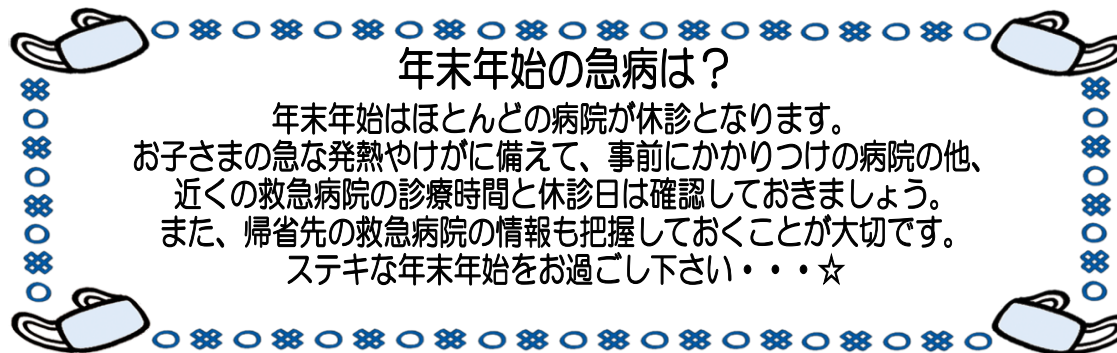 年末年始の急病は？
年末年始はほとんどの病院が休診となります。
お子さまの急な発熱やけがに備えて、事前にかかりつけの病院の他、
近くの救急病院の診療時間と休診日は確認しておきましょう。
また、帰省先の救急病院の情報も把握しておくことが大切です。
ステキな年末年始をお過ごし下さい・・・☆